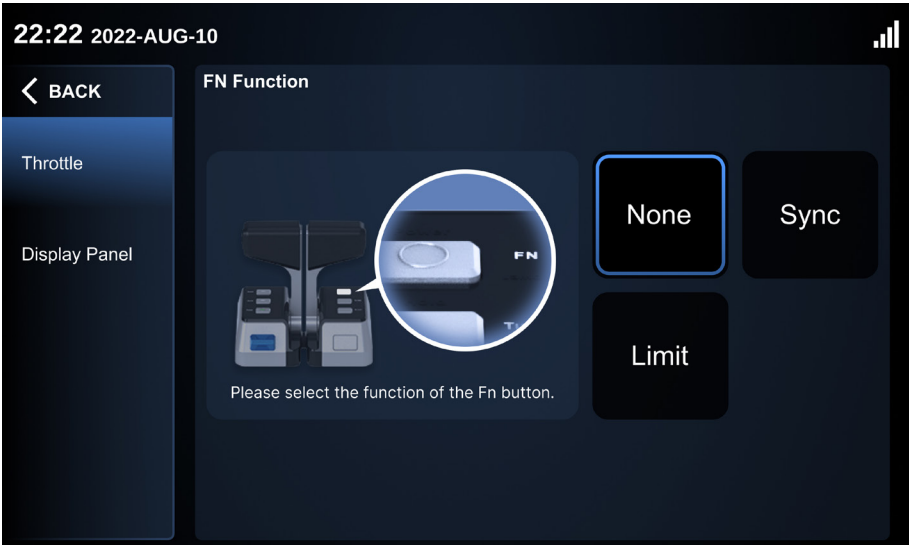 22:22 2022-AUG-10
BACK
FN Function
Throttle
Display Panel
FN
None
Sync
Limit
Please select the function of the Fn button.